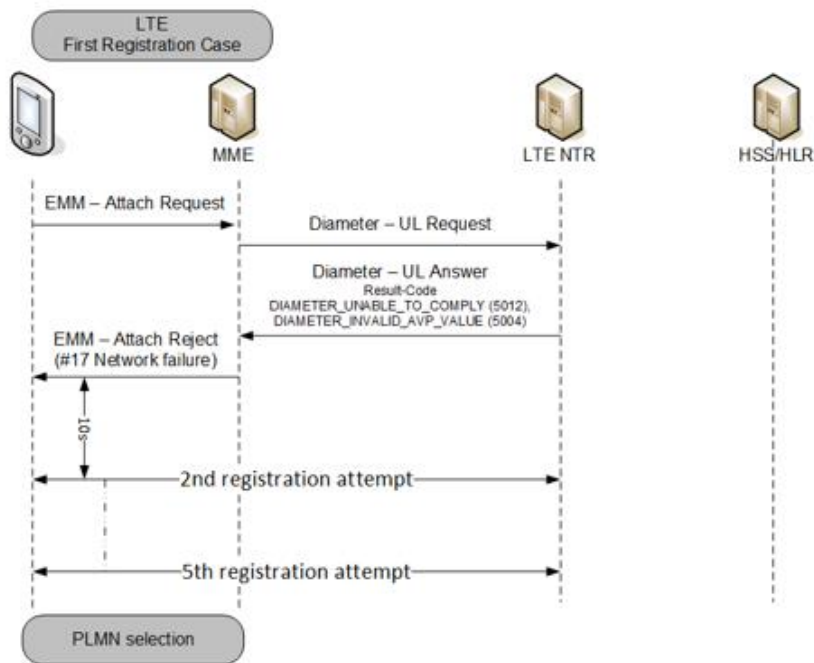 LTE
First Registration Case
MME
LTE NTR
HSS/HLR
EMM – Attach Request
Diameter – UL Request
Diameter – UL Answer
Result-Code
DIAMETER_UNABLE_TO_COMPLY (5012),
DIAMETER_INVALID_AVP_VALUE (5004)
EMM – Attach Reject
(#17 Network failure)
10s
2nd registration attempt
5th registration attempt
PLMN selection